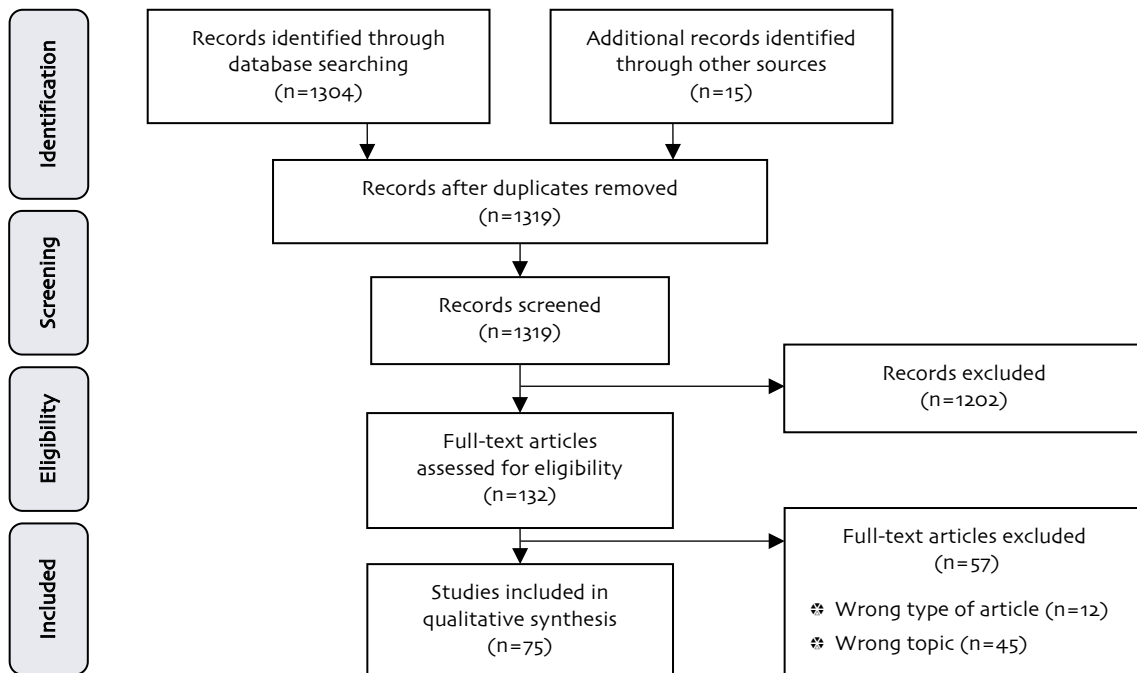 Identification
Records identified through
database searching
(n=1304)
Additional records identified
through other sources
(n=15)
Records after duplicates removed
(n=1319)
Screening
Records screened
(n=1319)
Records excluded
(n=1202)
Eligibility
Full-text articles
assessed for eligibility
(n=132)
Included
Studies included in
qualitative synthesis
(n=75)
Full-text articles excluded
(n=57)
Wrong type of article (n=12)
Wrong topic (n=45)